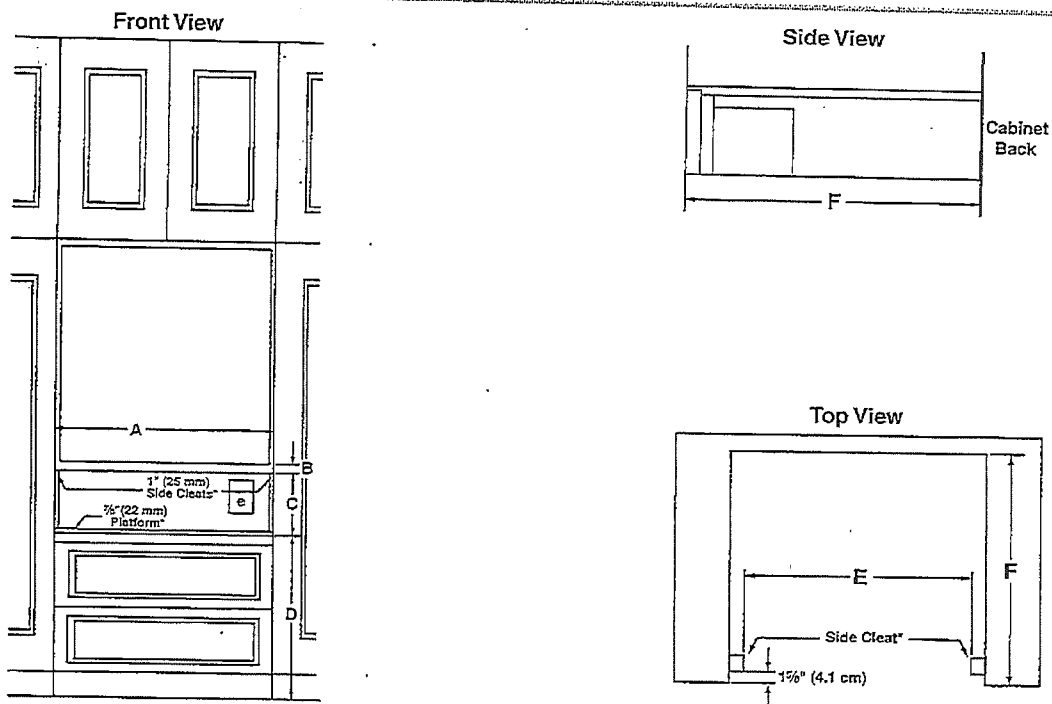 Front View
A
B
1" (25 mm)
Side Cleats*
e
C
⅞" (22 mm)
Platform*
D
Side View
Cabinet
Back
F
Top View
E
F
Side Cleat*
1⅝" (4.1 cm)